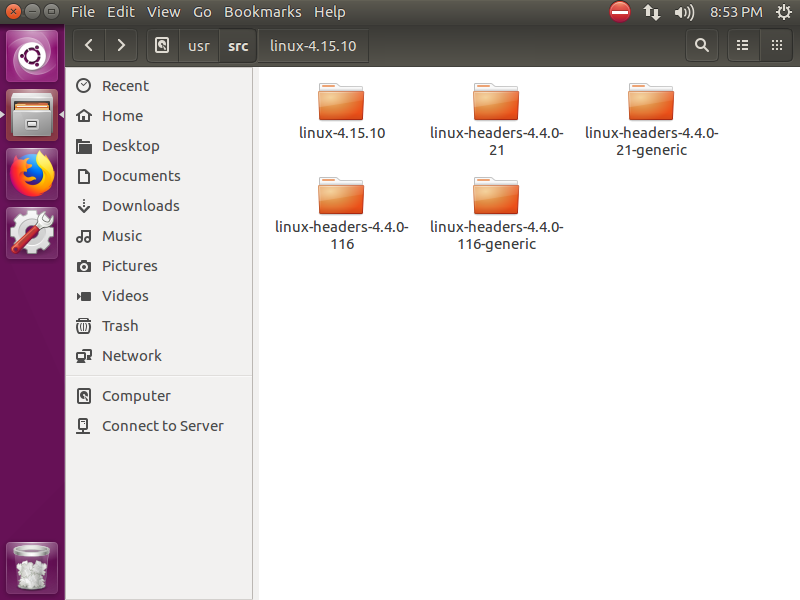 File Edit View Go Bookmarks Help 8:53 PM
usr src linux-4.15.10
Recent
Home
Desktop
Documents
Downloads
Music
Pictures
Videos
Trash
Network
Computer
Connect to Server
linux-4.15.10
linux-headers-4.4.0-
21
linux-headers-4.4.0-
21-generic
linux-headers-4.4.0-
116
linux-headers-4.4.0-
116-generic